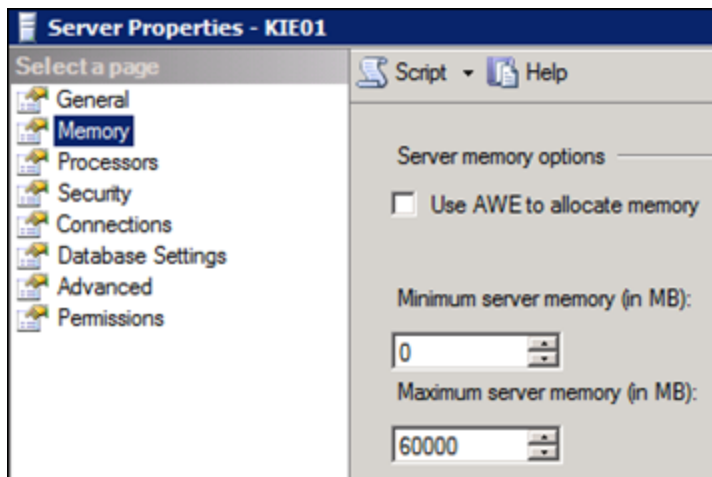 Server Properties - KIE01
Select a page
General
Memory
Processors
Security
Connections
Database Settings
Advanced
Permissions
Script
Help
Server memory options
Use AWE to allocate memory
Minimum server memory (in MB):
0
Maximum server memory (in MB):
60000